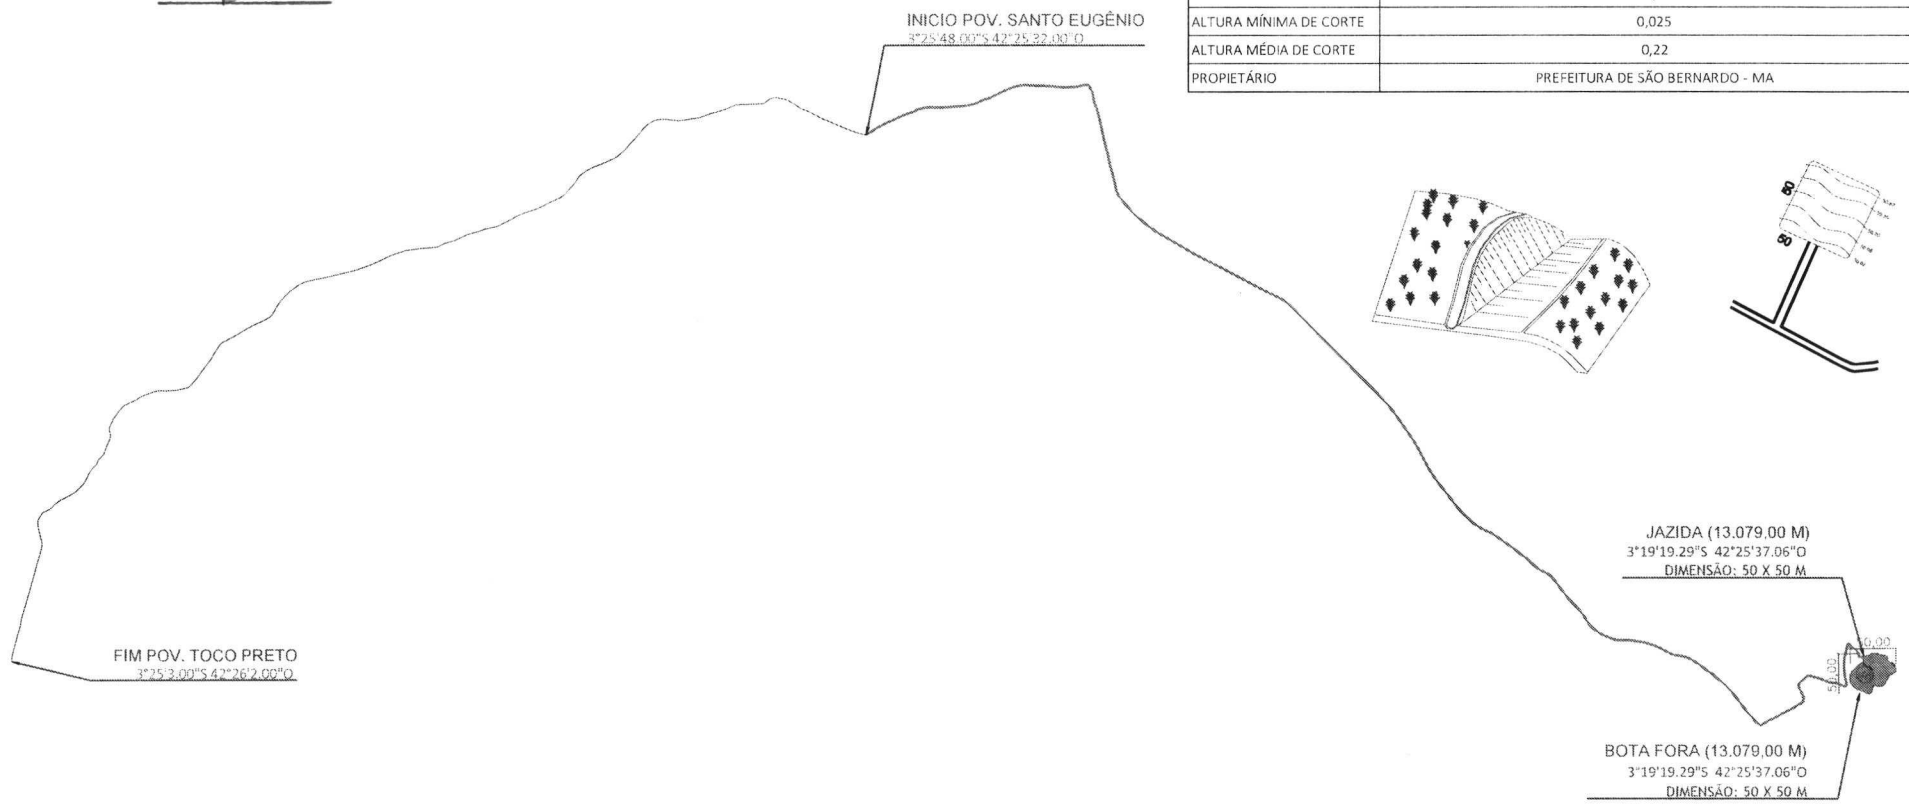 INICIO POV. SANTO EUGÊNIO
3°25'48.00"S 42°25'32.00"O
ALTURA MÍNIMA DE CORTE 0,025
ALTURA MÉDIA DE CORTE 0,22
PROPIETÁRIO PREFEITURA DE SÃO BERNARDO - MA
50
50
JAZIDA (13.079,00 M)
3°19'19.29"S 42°25'37.06"O
DIMENSÃO: 50 X 50 M
50,00
50,00
FIM POV. TOCO PRETO
3°25'3.00"S 42°26'2.00"O
BOTA FORA (13.079,00 M)
3°19'19.29"S 42°25'37.06"O
DIMENSÃO: 50 X 50 M